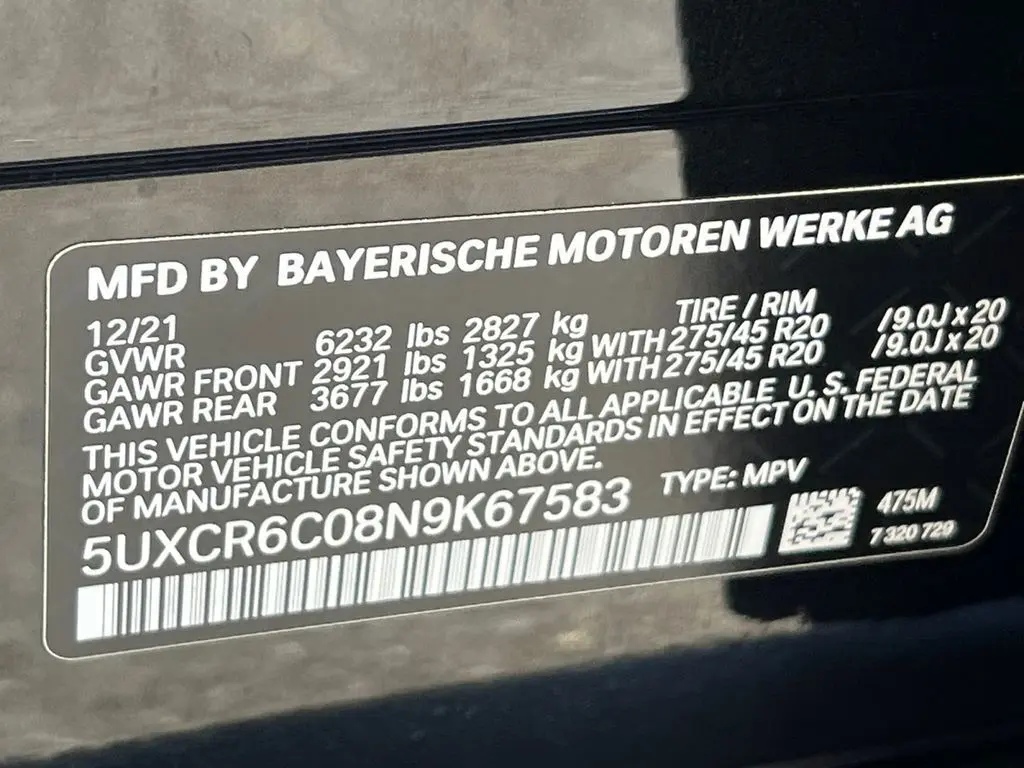 MFD BY BAYERISCHE MOTOREN WERKE AG
12/21 TIRE / RIM
GVWR 6232 lbs 2827 kg
GAWR FRONT 2921 lbs 1325 kg WITH 275/45 R20 /9.0J x 20
GAWR REAR 3677 lbs 1668 kg WITH 275/45 R20 /9.0J x 20
THIS VEHICLE CONFORMS TO ALL APPLICABLE U. S. FEDERAL
MOTOR VEHICLE SAFETY STANDARDS IN EFFECT ON THE DATE
OF MANUFACTURE SHOWN ABOVE.
5UXCR6C08N9K67583 TYPE: MPV
475M
7 320 729